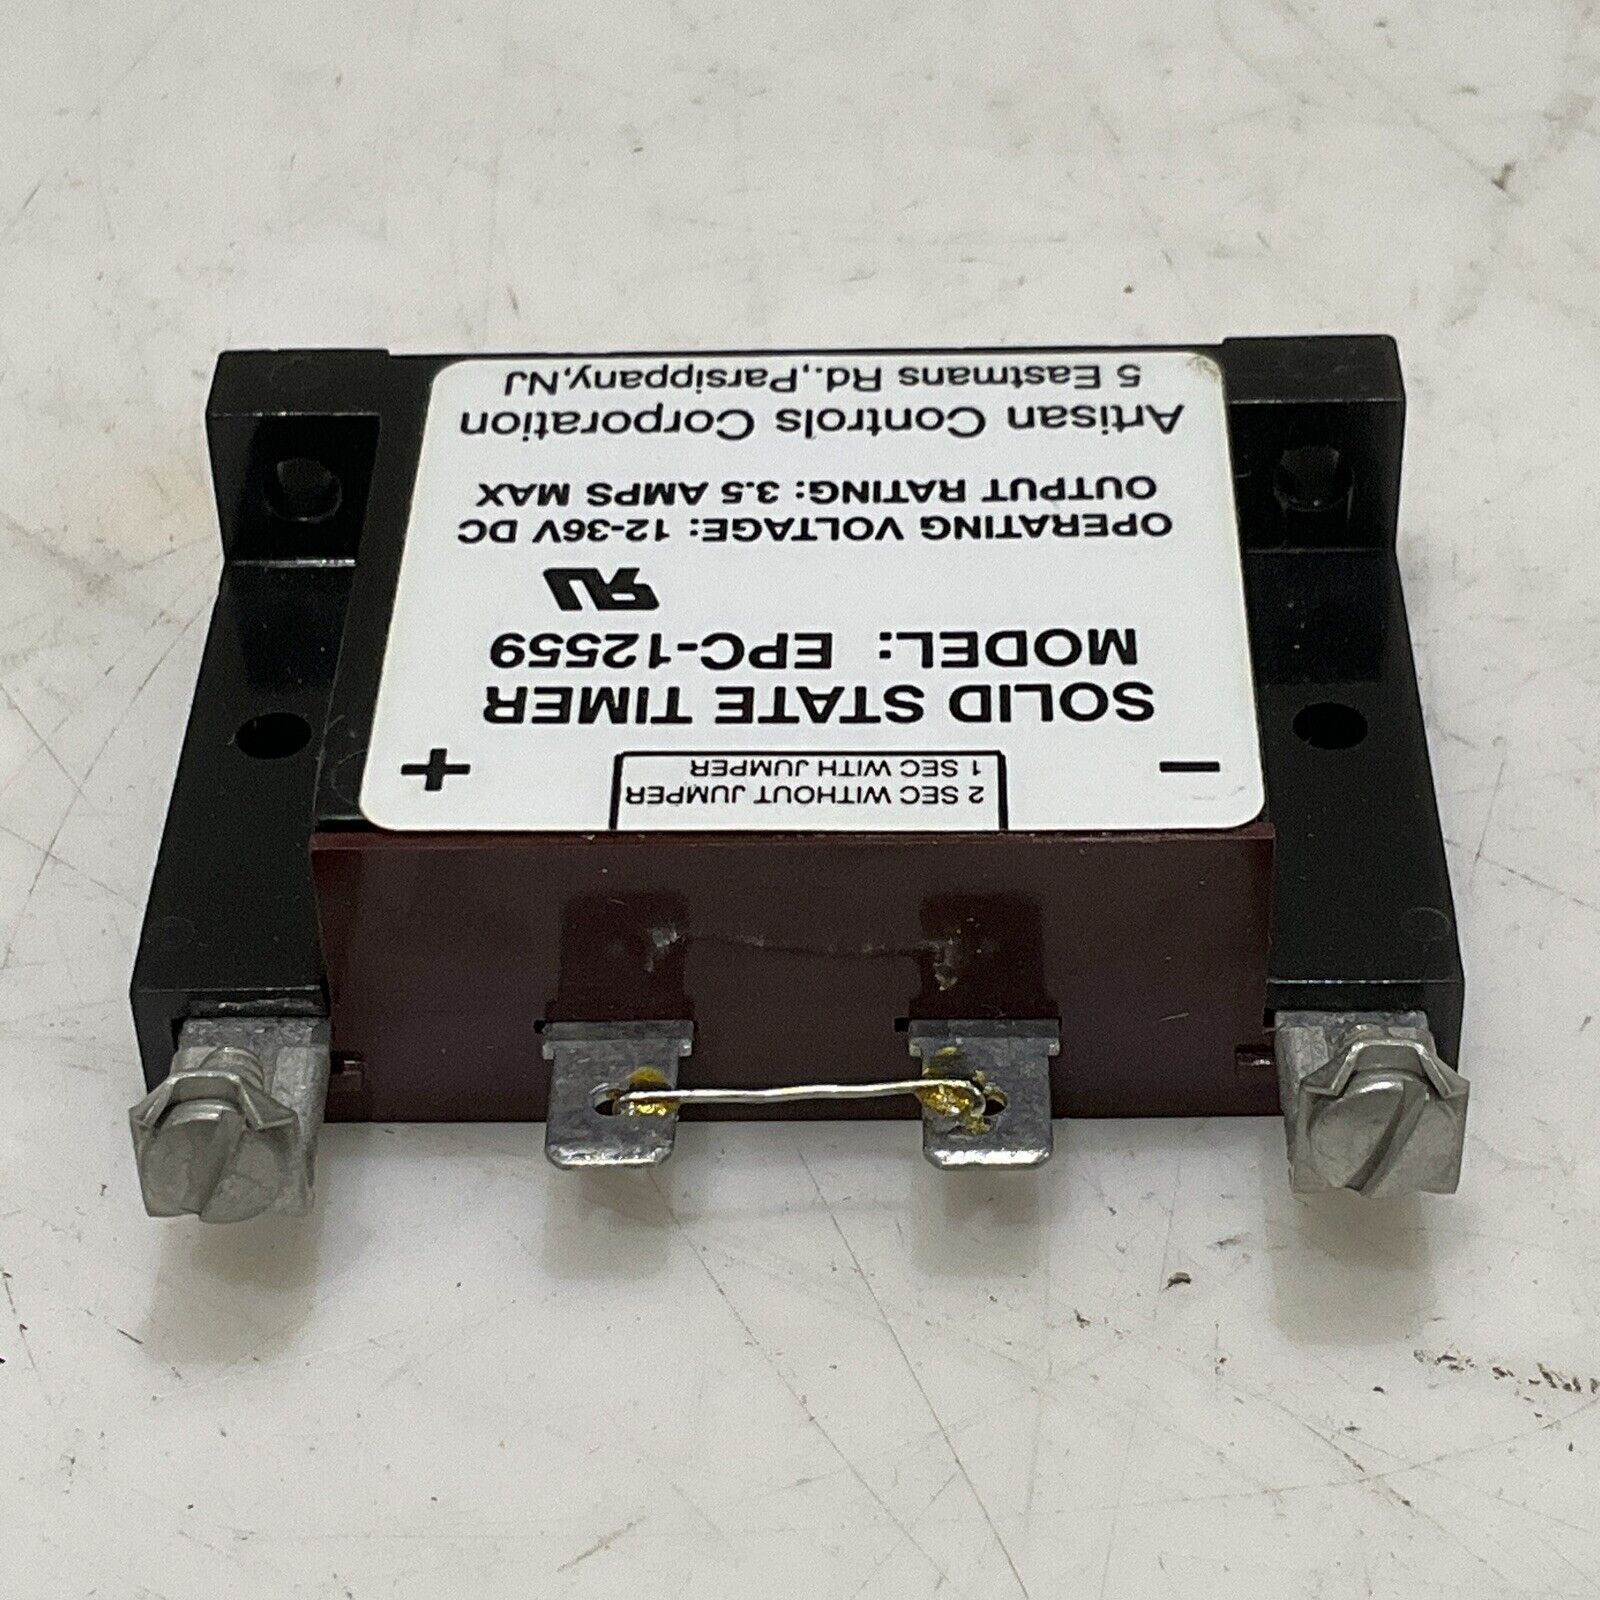 2 SEC WITHOUT JUMPER
1 SEC WITH JUMPER
− +
SOLID STATE TIMER
MODEL: EPC-12559
RU
OPERATING VOLTAGE: 12-36V DC
OUTPUT RATING: 3.5 AMPS MAX
Artisan Controls Corporation
5 Eastmans Rd.,Parsippany,NJ